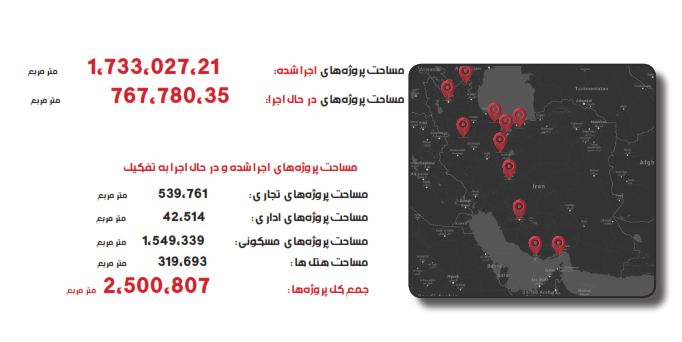 مساحت پروژه‌های اجرا شده: 1،733،027،21 متر مربع
مساحت پروژه‌های در حال اجرا: 767،780،35 متر مربع
مساحت پروژه‌های اجرا شده و در حال اجرا به تفکیک
مساحت پروژه‌های تجاری: 539،761 متر مربع
مساحت پروژه‌های اداری: 42،514 متر مربع
مساحت پروژه‌های مسکونی: 1،549،339 متر مربع
مساحت هتل ها: 319،693 متر مربع
جمع کل پروژه‌ها: 2،500،807 متر مربع
Turkmenistan
Iran
Afgh